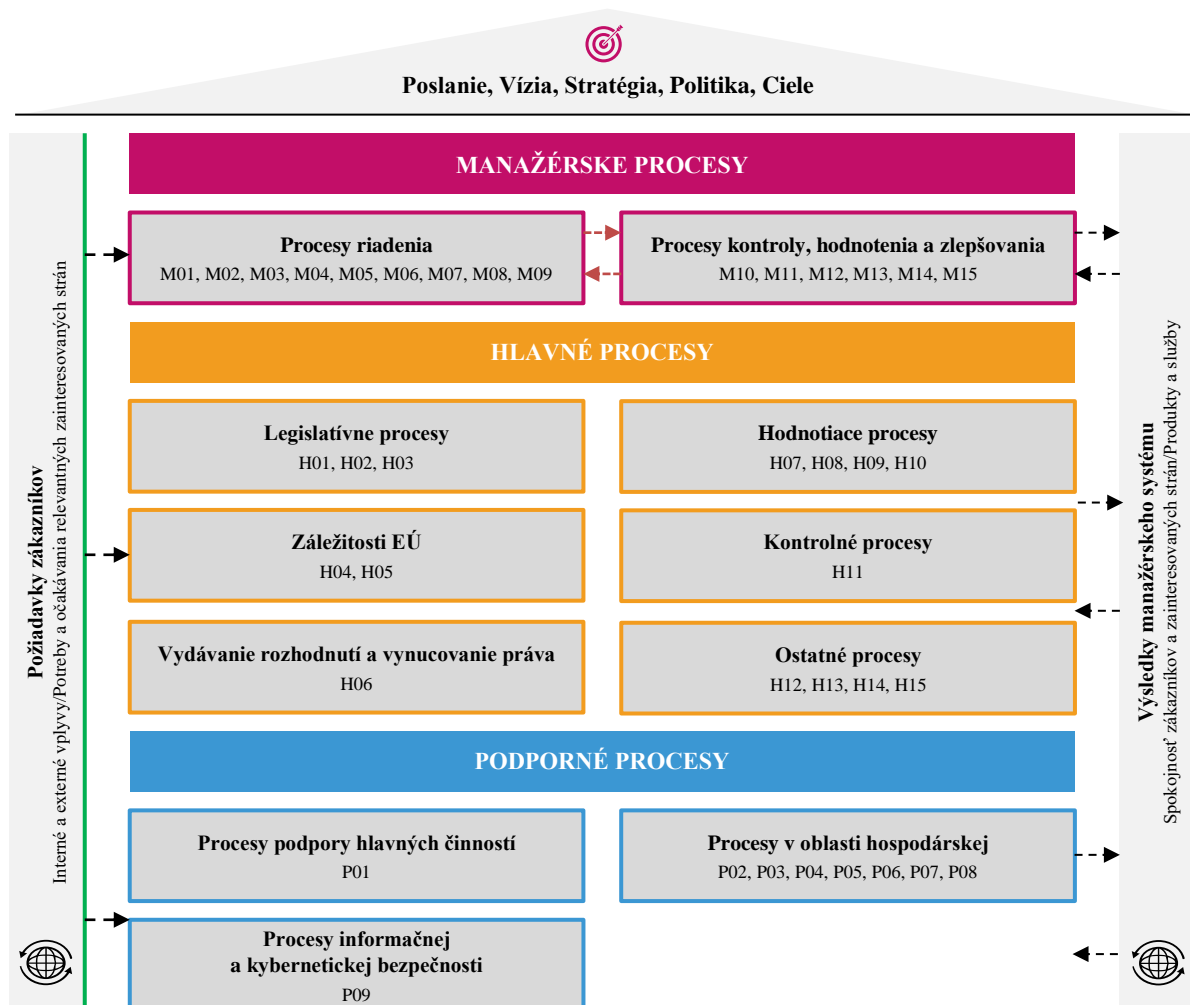 Poslanie, Vízia, Stratégia, Politika, Ciele
Požiadavky zákazníkov
Interné a externé vplyvy/Potreby a očakávania relevantných zainteresovaných strán
MANAŽÉRSKE PROCESY
Procesy riadenia
M01, M02, M03, M04, M05, M06, M07, M08, M09
Procesy kontroly, hodnotenia a zlepšovania
M10, M11, M12, M13, M14, M15
HLAVNÉ PROCESY
Legislatívne procesy
H01, H02, H03
Hodnotiace procesy
H07, H08, H09, H10
Záležitosti EÚ
H04, H05
Kontrolné procesy
H11
Vydávanie rozhodnutí a vynucovanie práva
H06
Ostatné procesy
H12, H13, H14, H15
PODPORNÉ PROCESY
Procesy podpory hlavných činností
P01
Procesy v oblasti hospodárskej
P02, P03, P04, P05, P06, P07, P08
Procesy informačnej
a kybernetickej bezpečnosti
P09
Výsledky manažérskeho systému
Spokojnosť zákazníkov a zainteresovaných strán/Produkty a služby